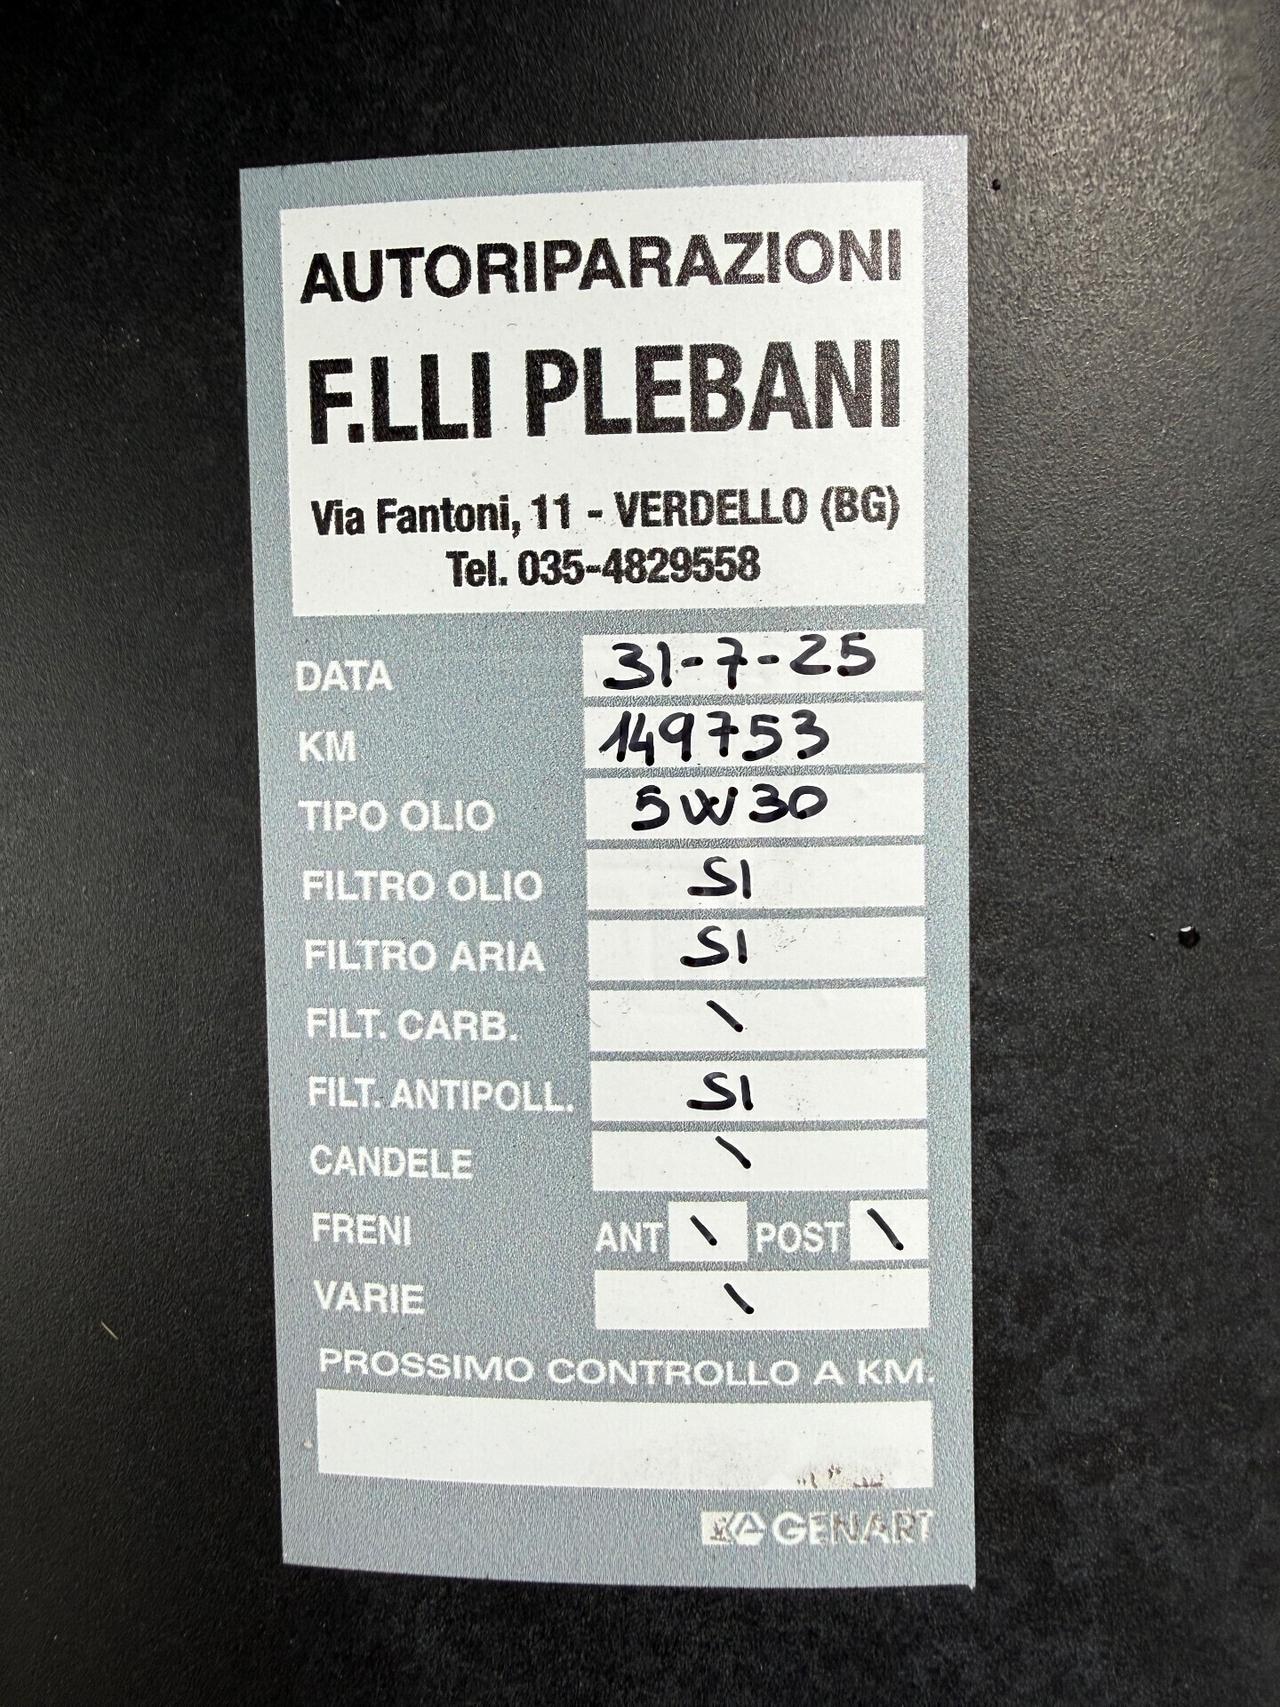 AUTORIPARAZIONI
F.LLI PLEBANI
Via Fantoni, 11 - VERDELLO (BG)
Tel. 035-4829558
DATA 31-7-25
KM 149753
TIPO OLIO 5W30
FILTRO OLIO SI
FILTRO ARIA SI
FILT. CARB. \
FILT. ANTIPOLL. SI
CANDELE \
FRENI ANT \ POST \
VARIE \
PROSSIMO CONTROLLO A KM.
GENART